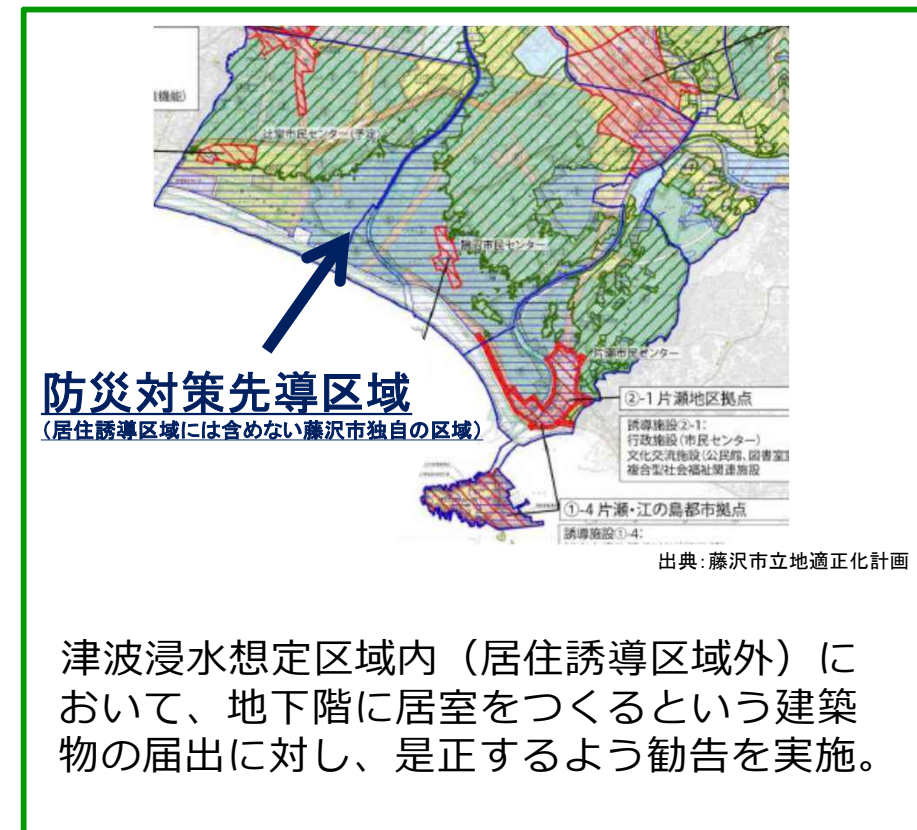 機能)
辻堂市民センター(予定)
鵠沼市民センター
片瀬市民センター
防災対策先導区域
(居住誘導区域には含めない藤沢市独自の区域)
②-1 片瀬地区拠点
誘導施設②-1:
行政施設(市民センター)
文化交流施設(公民館、図書室
複合型社会福祉関連施設
①-4 片瀬・江の島都市拠点
誘導施設①-4:
出典:藤沢市立地適正化計画
津波浸水想定区域内(居住誘導区域外)に
おいて、地下階に居室をつくるという建築
物の届出に対し、是正するよう勧告を実施。